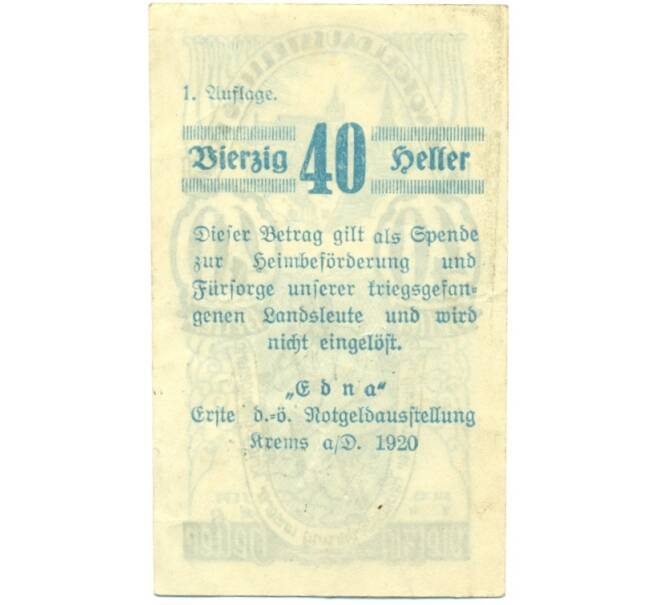 1. Auflage.
Vierzig 40 Heller
Dieser Betrag gilt als Spende
zur Heimbeförderung und
Fürsorge unserer kriegsgefan-
genen Landsleute und wird
nicht eingelöst.
„Edna"
Erste d.-ö. Notgeldausstellung
Krems a/D. 1920